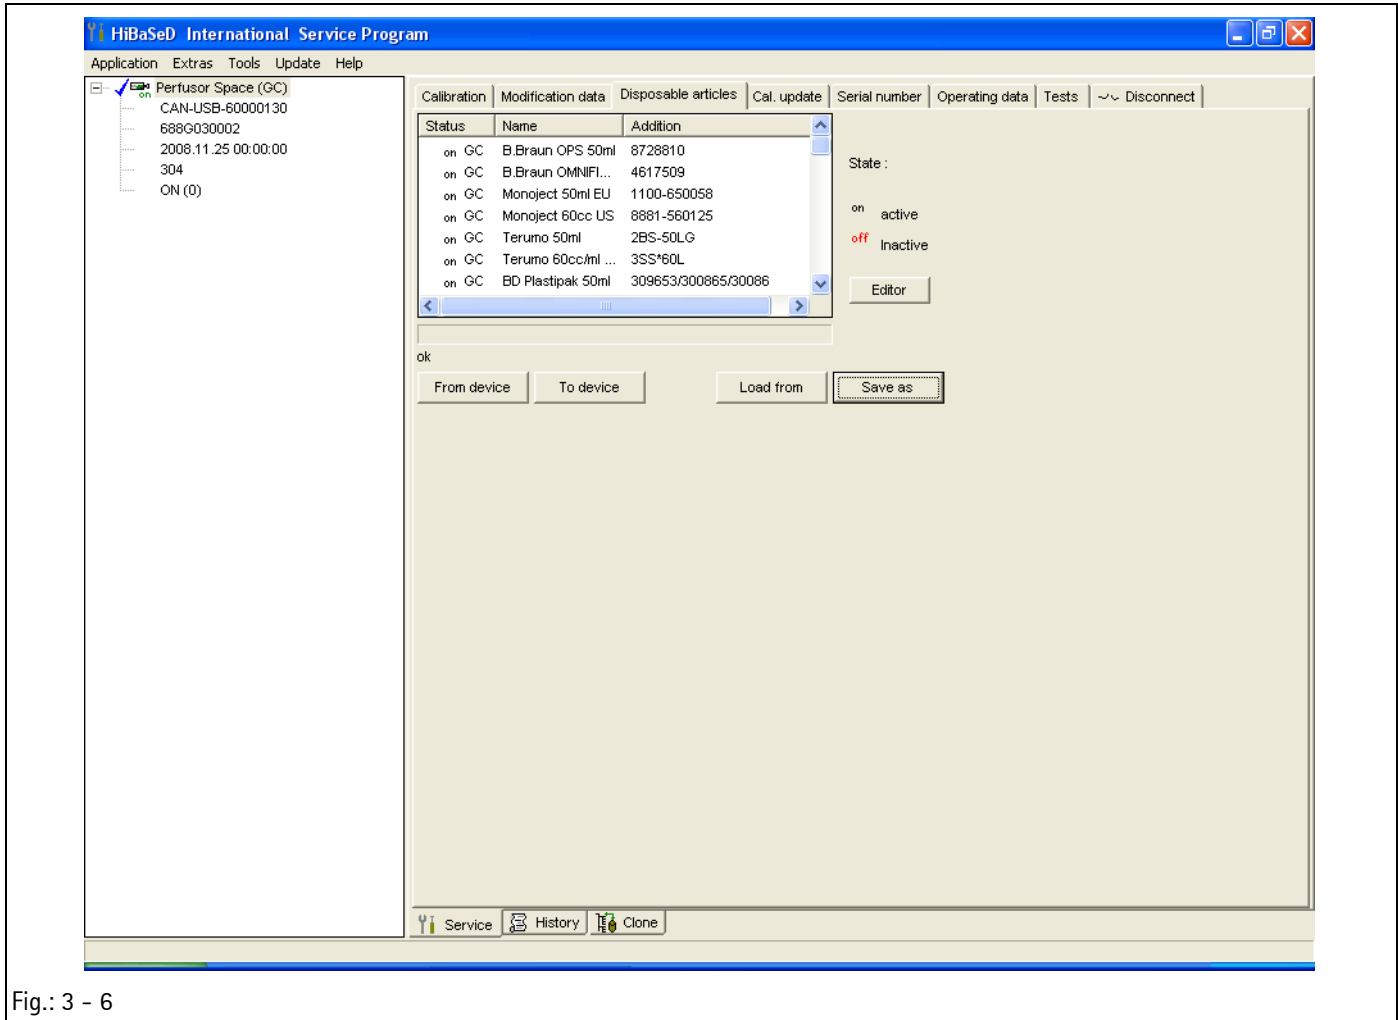 HiBaSeD International Service Program
Application Extras Tools Update Help
Perfusor Space (GC)
on
CAN-USB-60000130
688G030002
2008.11.25 00:00:00
304
ON (0)
Calibration Modification data Disposable articles Cal. update Serial number Operating data Tests Disconnect
Status Name Addition
on GC B.Braun OPS 50ml 8728810
on GC B.Braun OMNIFI... 4617509
on GC Monoject 50ml EU 1100-650058
on GC Monoject 60cc US 8881-560125
on GC Terumo 50ml 2BS-50LG
on GC Terumo 60cc/ml ... 3SS*60L
on GC BD Plastipak 50ml 309653/300865/30086
State :
on active
off Inactive
Editor
ok
From device To device Load from Save as
Service History Clone
Fig.: 3 - 6